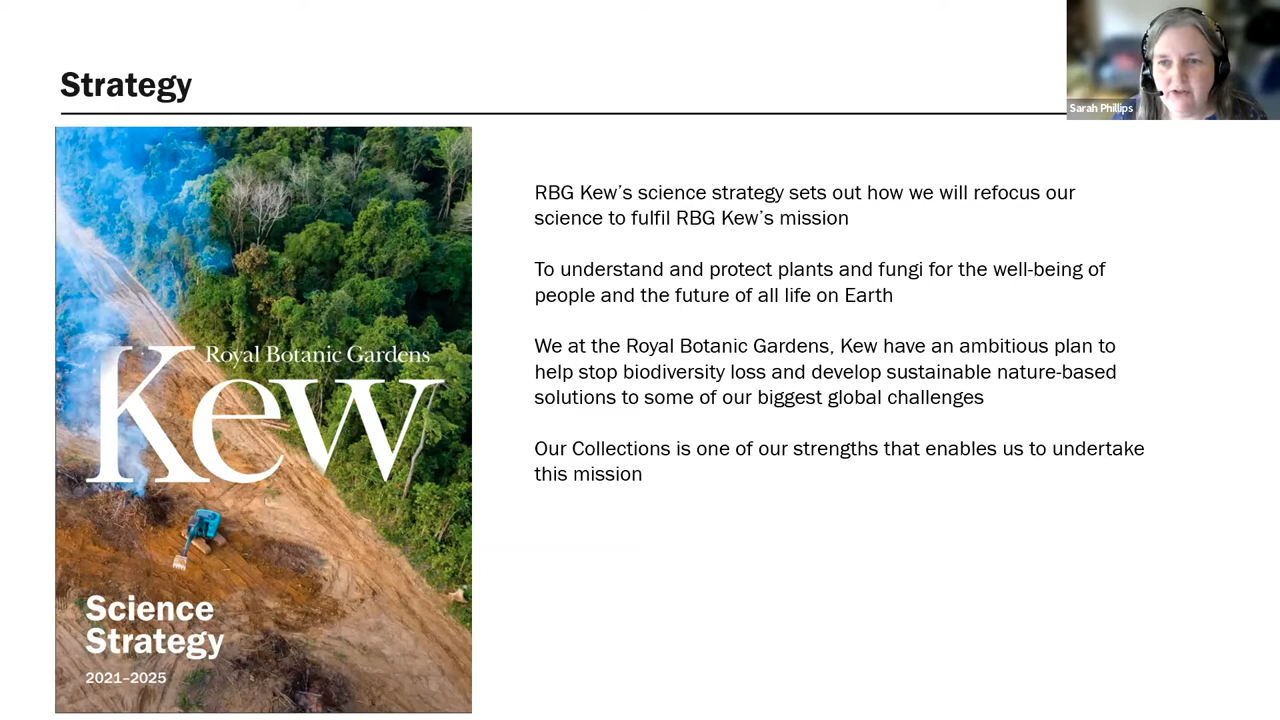 Strategy
Sarah Phillips
Royal Botanic Gardens
Kew
Science
Strategy
2021–2025
RBG Kew’s science strategy sets out how we will refocus our
science to fulfil RBG Kew’s mission
To understand and protect plants and fungi for the well-being of
people and the future of all life on Earth
We at the Royal Botanic Gardens, Kew have an ambitious plan to
help stop biodiversity loss and develop sustainable nature-based
solutions to some of our biggest global challenges
Our Collections is one of our strengths that enables us to undertake
this mission